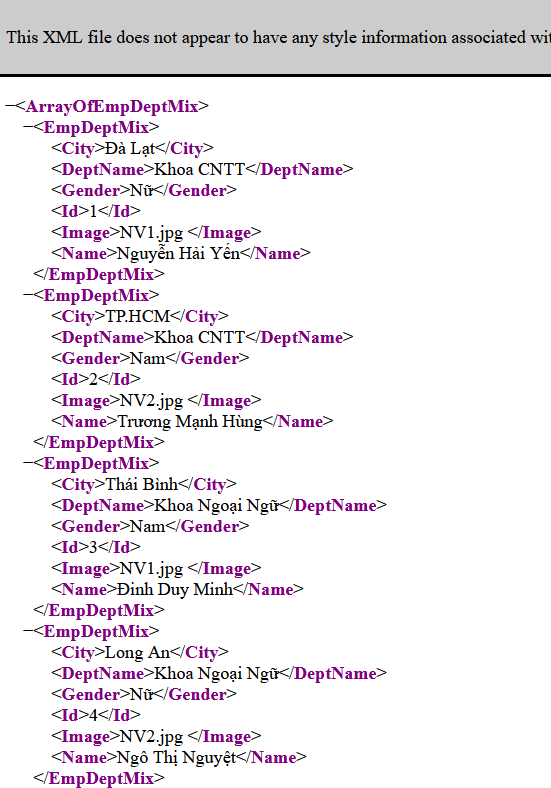 This XML file does not appear to have any style information associated wit
−<ArrayOfEmpDeptMix>
−<EmpDeptMix>
<City>Đà Lạt</City>
<DeptName>Khoa CNTT</DeptName>
<Gender>Nữ</Gender>
<Id>1</Id>
<Image>NV1.jpg </Image>
<Name>Nguyễn Hải Yến</Name>
</EmpDeptMix>
−<EmpDeptMix>
<City>TP.HCM</City>
<DeptName>Khoa CNTT</DeptName>
<Gender>Nam</Gender>
<Id>2</Id>
<Image>NV2.jpg </Image>
<Name>Trương Mạnh Hùng</Name>
</EmpDeptMix>
−<EmpDeptMix>
<City>Thái Bình</City>
<DeptName>Khoa Ngoại Ngữ</DeptName>
<Gender>Nam</Gender>
<Id>3</Id>
<Image>NV1.jpg </Image>
<Name>Đinh Duy Minh</Name>
</EmpDeptMix>
−<EmpDeptMix>
<City>Long An</City>
<DeptName>Khoa Ngoại Ngữ</DeptName>
<Gender>Nữ</Gender>
<Id>4</Id>
<Image>NV2.jpg </Image>
<Name>Ngô Thị Nguyệt</Name>
</EmpDeptMix>